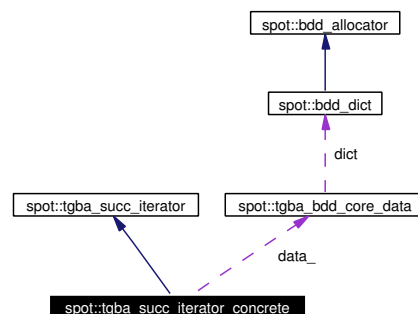 spot::bdd_allocator
spot::bdd_dict
dict
spot::tgba_succ_iterator
spot::tgba_bdd_core_data
data_
spot::tgba_succ_iterator_concrete